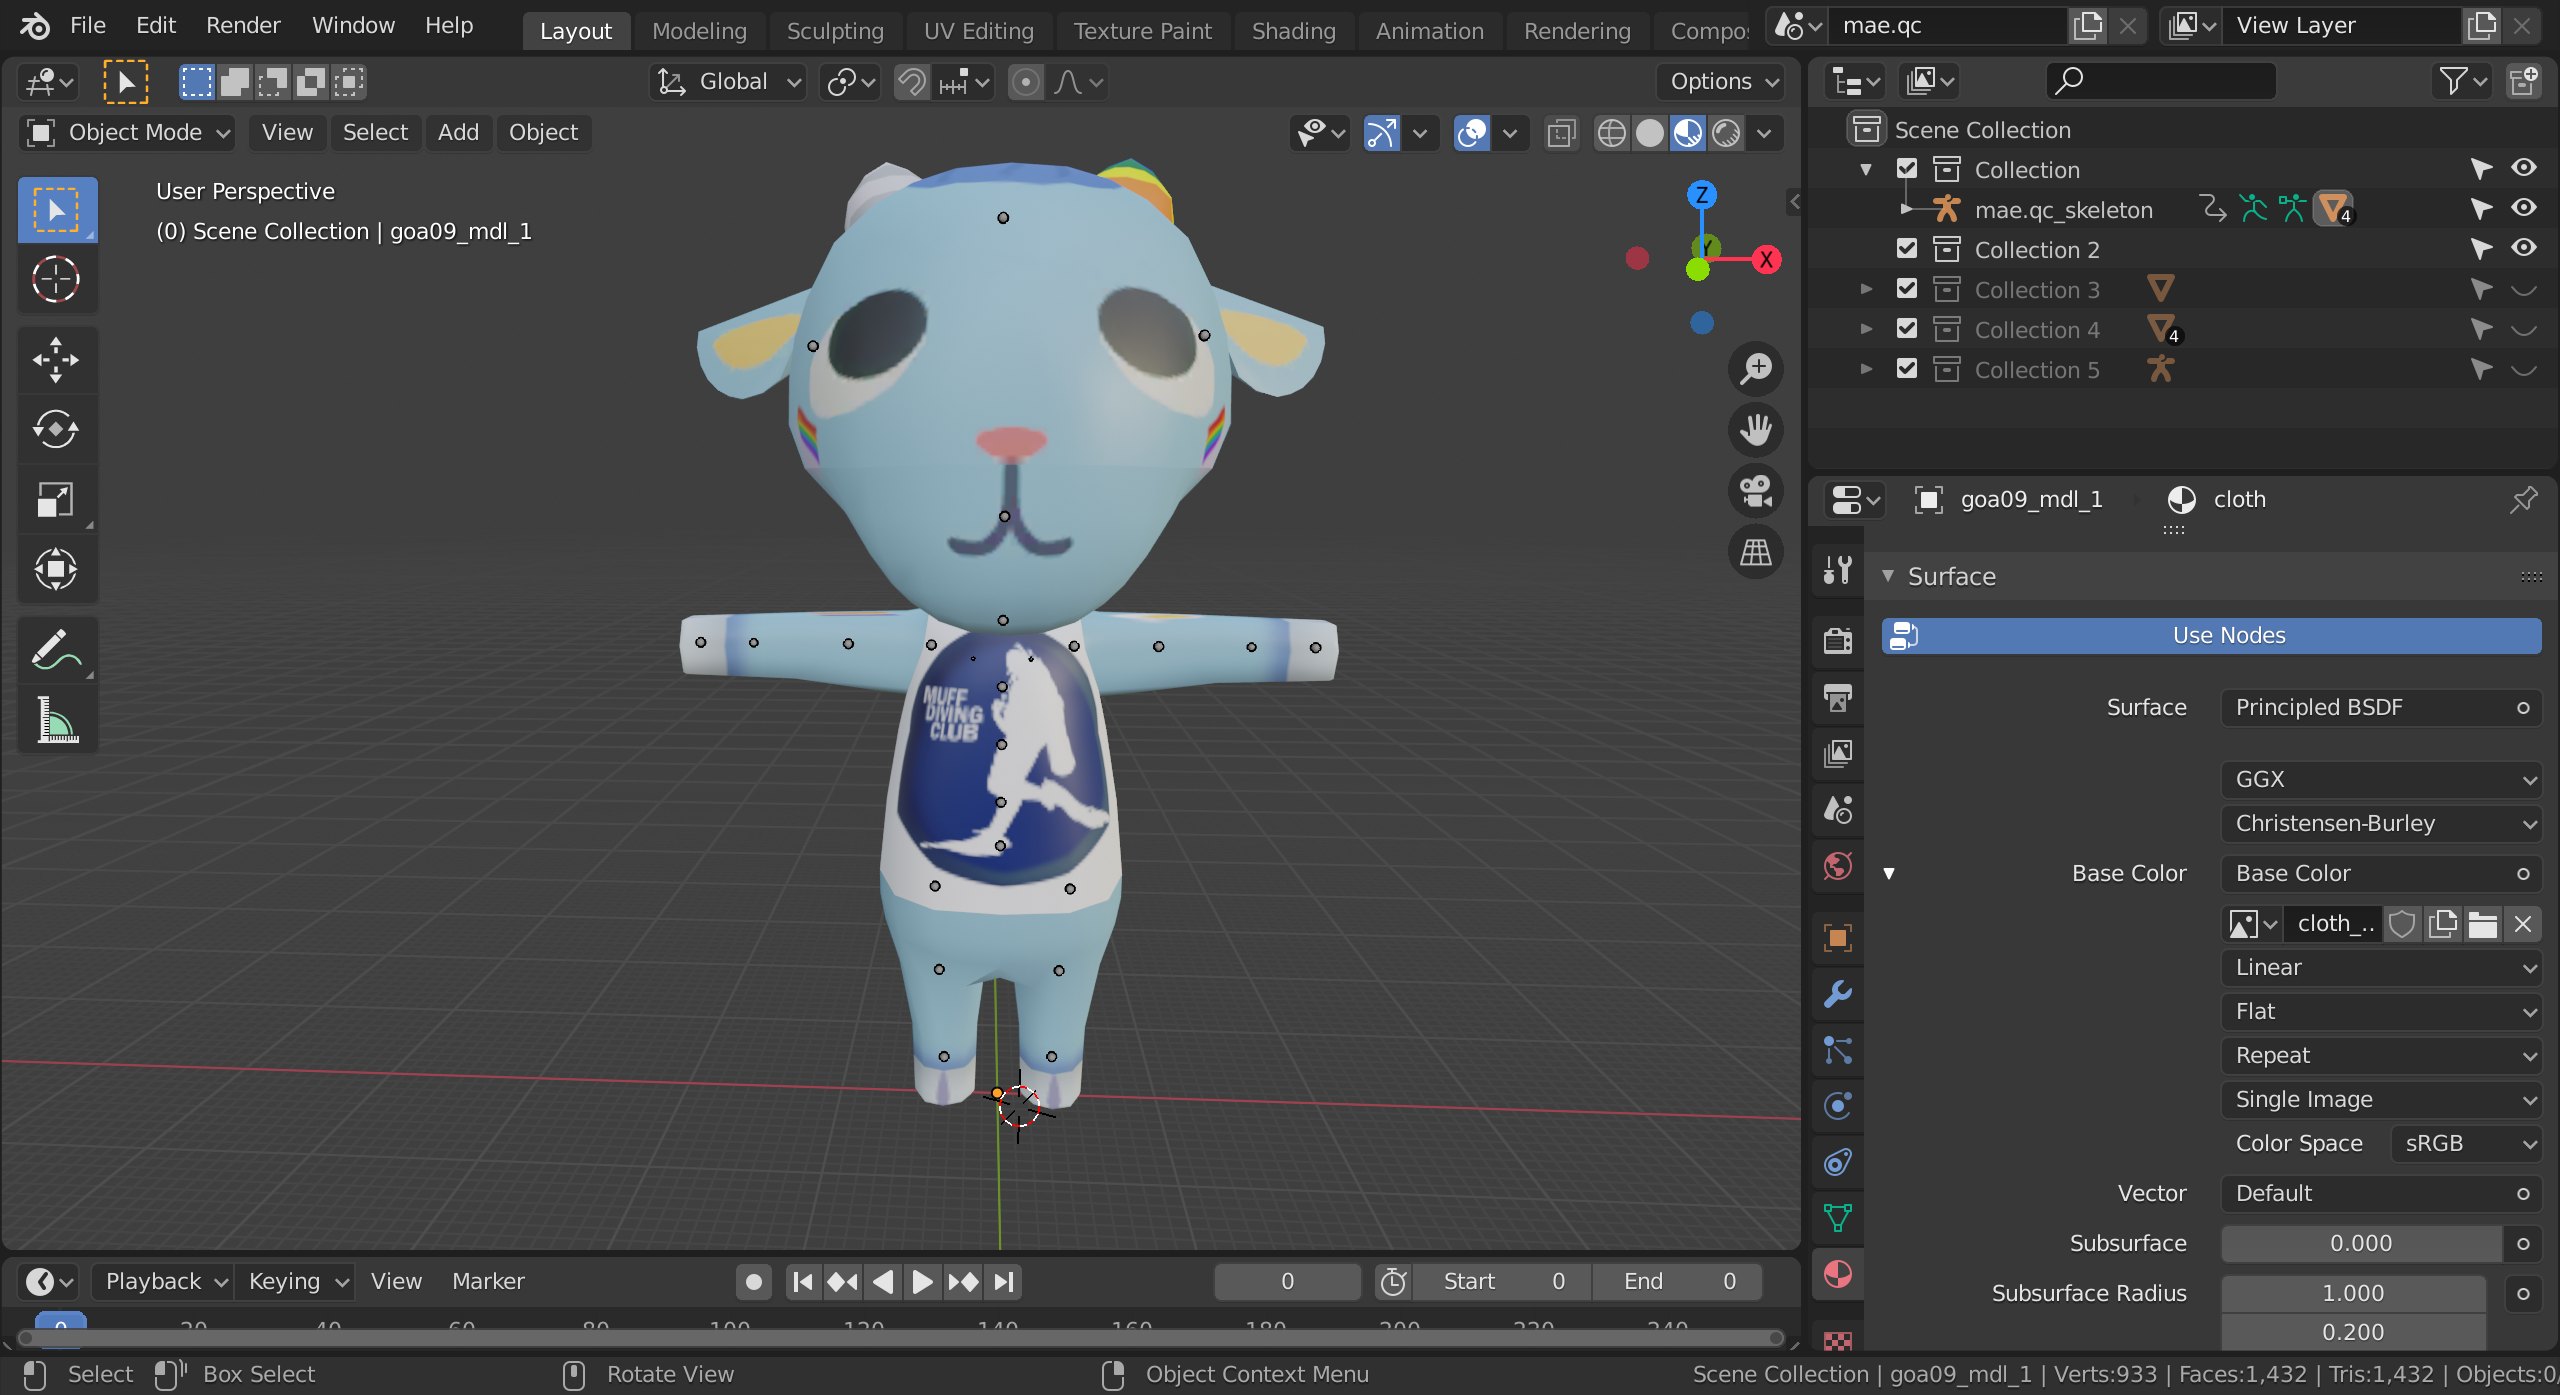 File Edit Render Window Help
Layout Modeling Sculpting UV Editing Texture Paint Shading Animation Rendering Compos
mae.qc
View Layer
Global
Options
Object Mode View Select Add Object
User Perspective
(0) Scene Collection | goa09_mdl_1
Z
Y
X
MUFF
DIVING
CLUB
Scene Collection
Collection
mae.qc_skeleton 4
Collection 2
Collection 3
Collection 4 4
Collection 5
goa09_mdl_1 cloth
Surface
Use Nodes
Surface Principled BSDF
GGX
Christensen-Burley
Base Color Base Color
cloth_..
Linear
Flat
Repeat
Single Image
Color Space sRGB
Vector Default
Subsurface 0.000
Subsurface Radius 1.000
0.200
Playback Keying View Marker
0 Start 0 End 0
0 20 40 60 80 100 120 140 160 180 200 220 240
Select Box Select Rotate View Object Context Menu
Scene Collection | goa09_mdl_1 | Verts:933 | Faces:1,432 | Tris:1,432 | Objects:0/